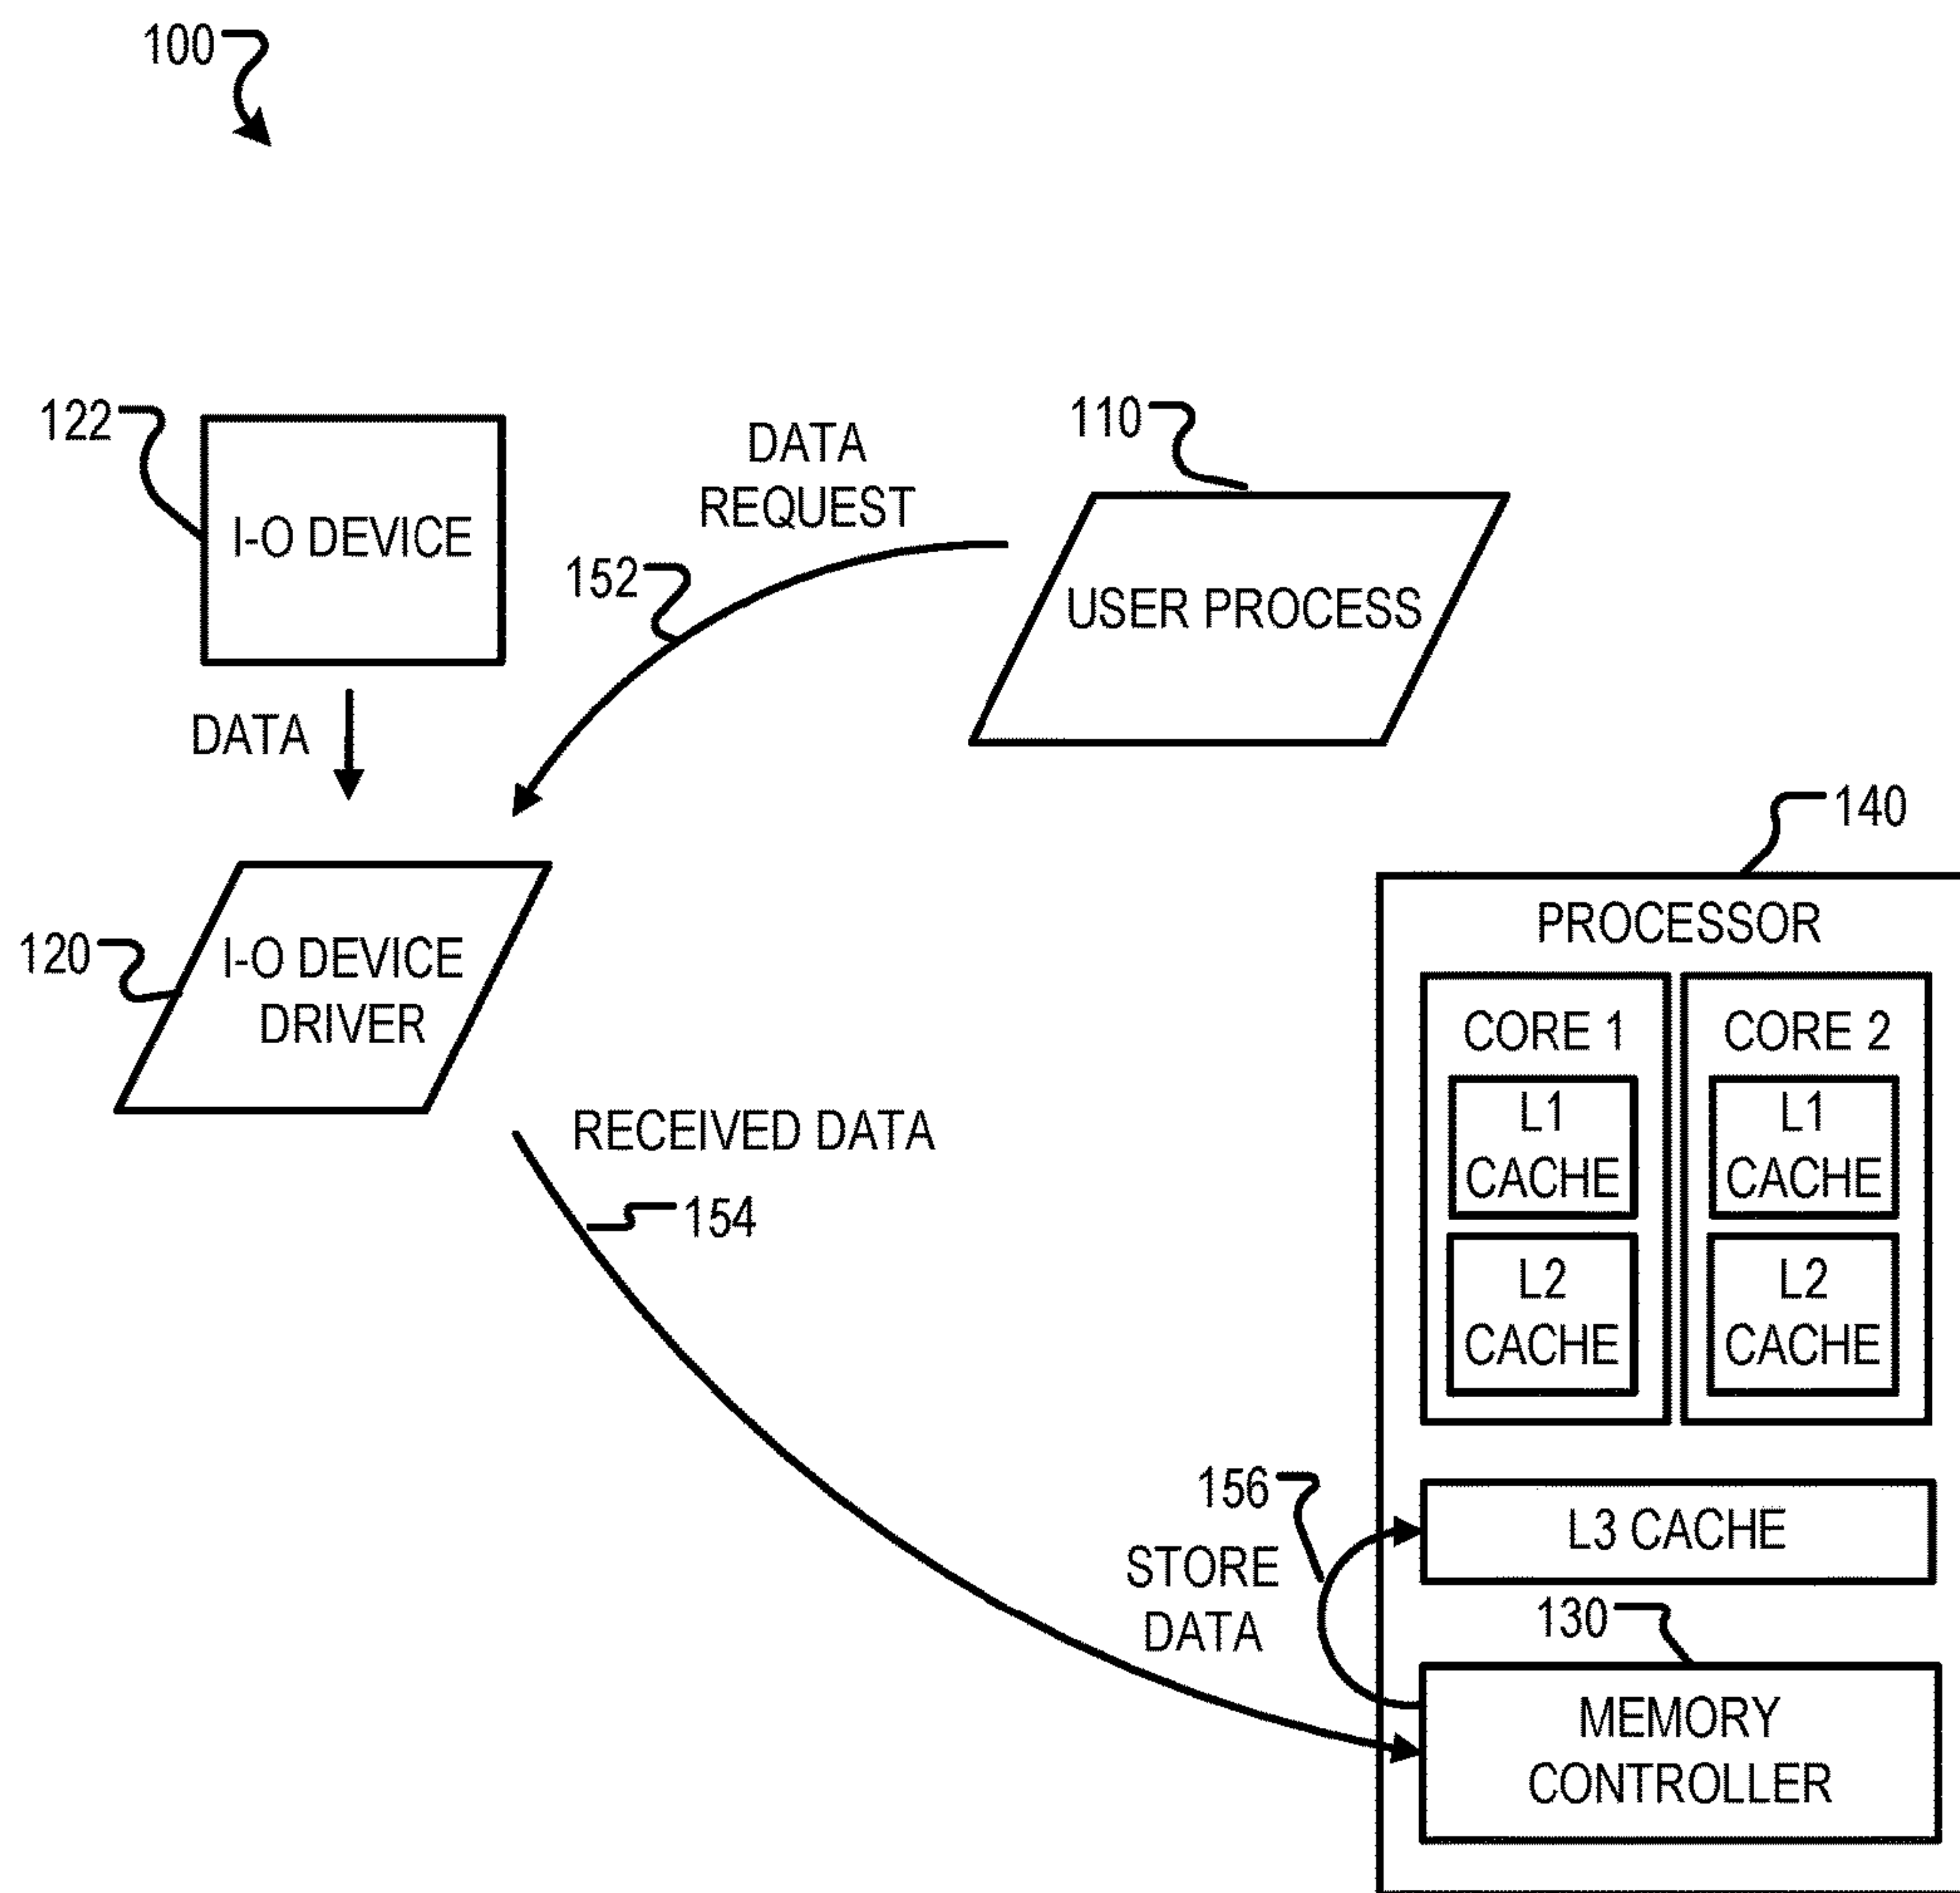 100
122
I-O DEVICE
DATA
REQUEST
152
110
USER PROCESS
DATA
120
I-O DEVICE
DRIVER
RECEIVED DATA
154
140
PROCESSOR
CORE 1
L1
CACHE
L2
CACHE
CORE 2
L1
CACHE
L2
CACHE
156
STORE
DATA
L3 CACHE
130
MEMORY
CONTROLLER